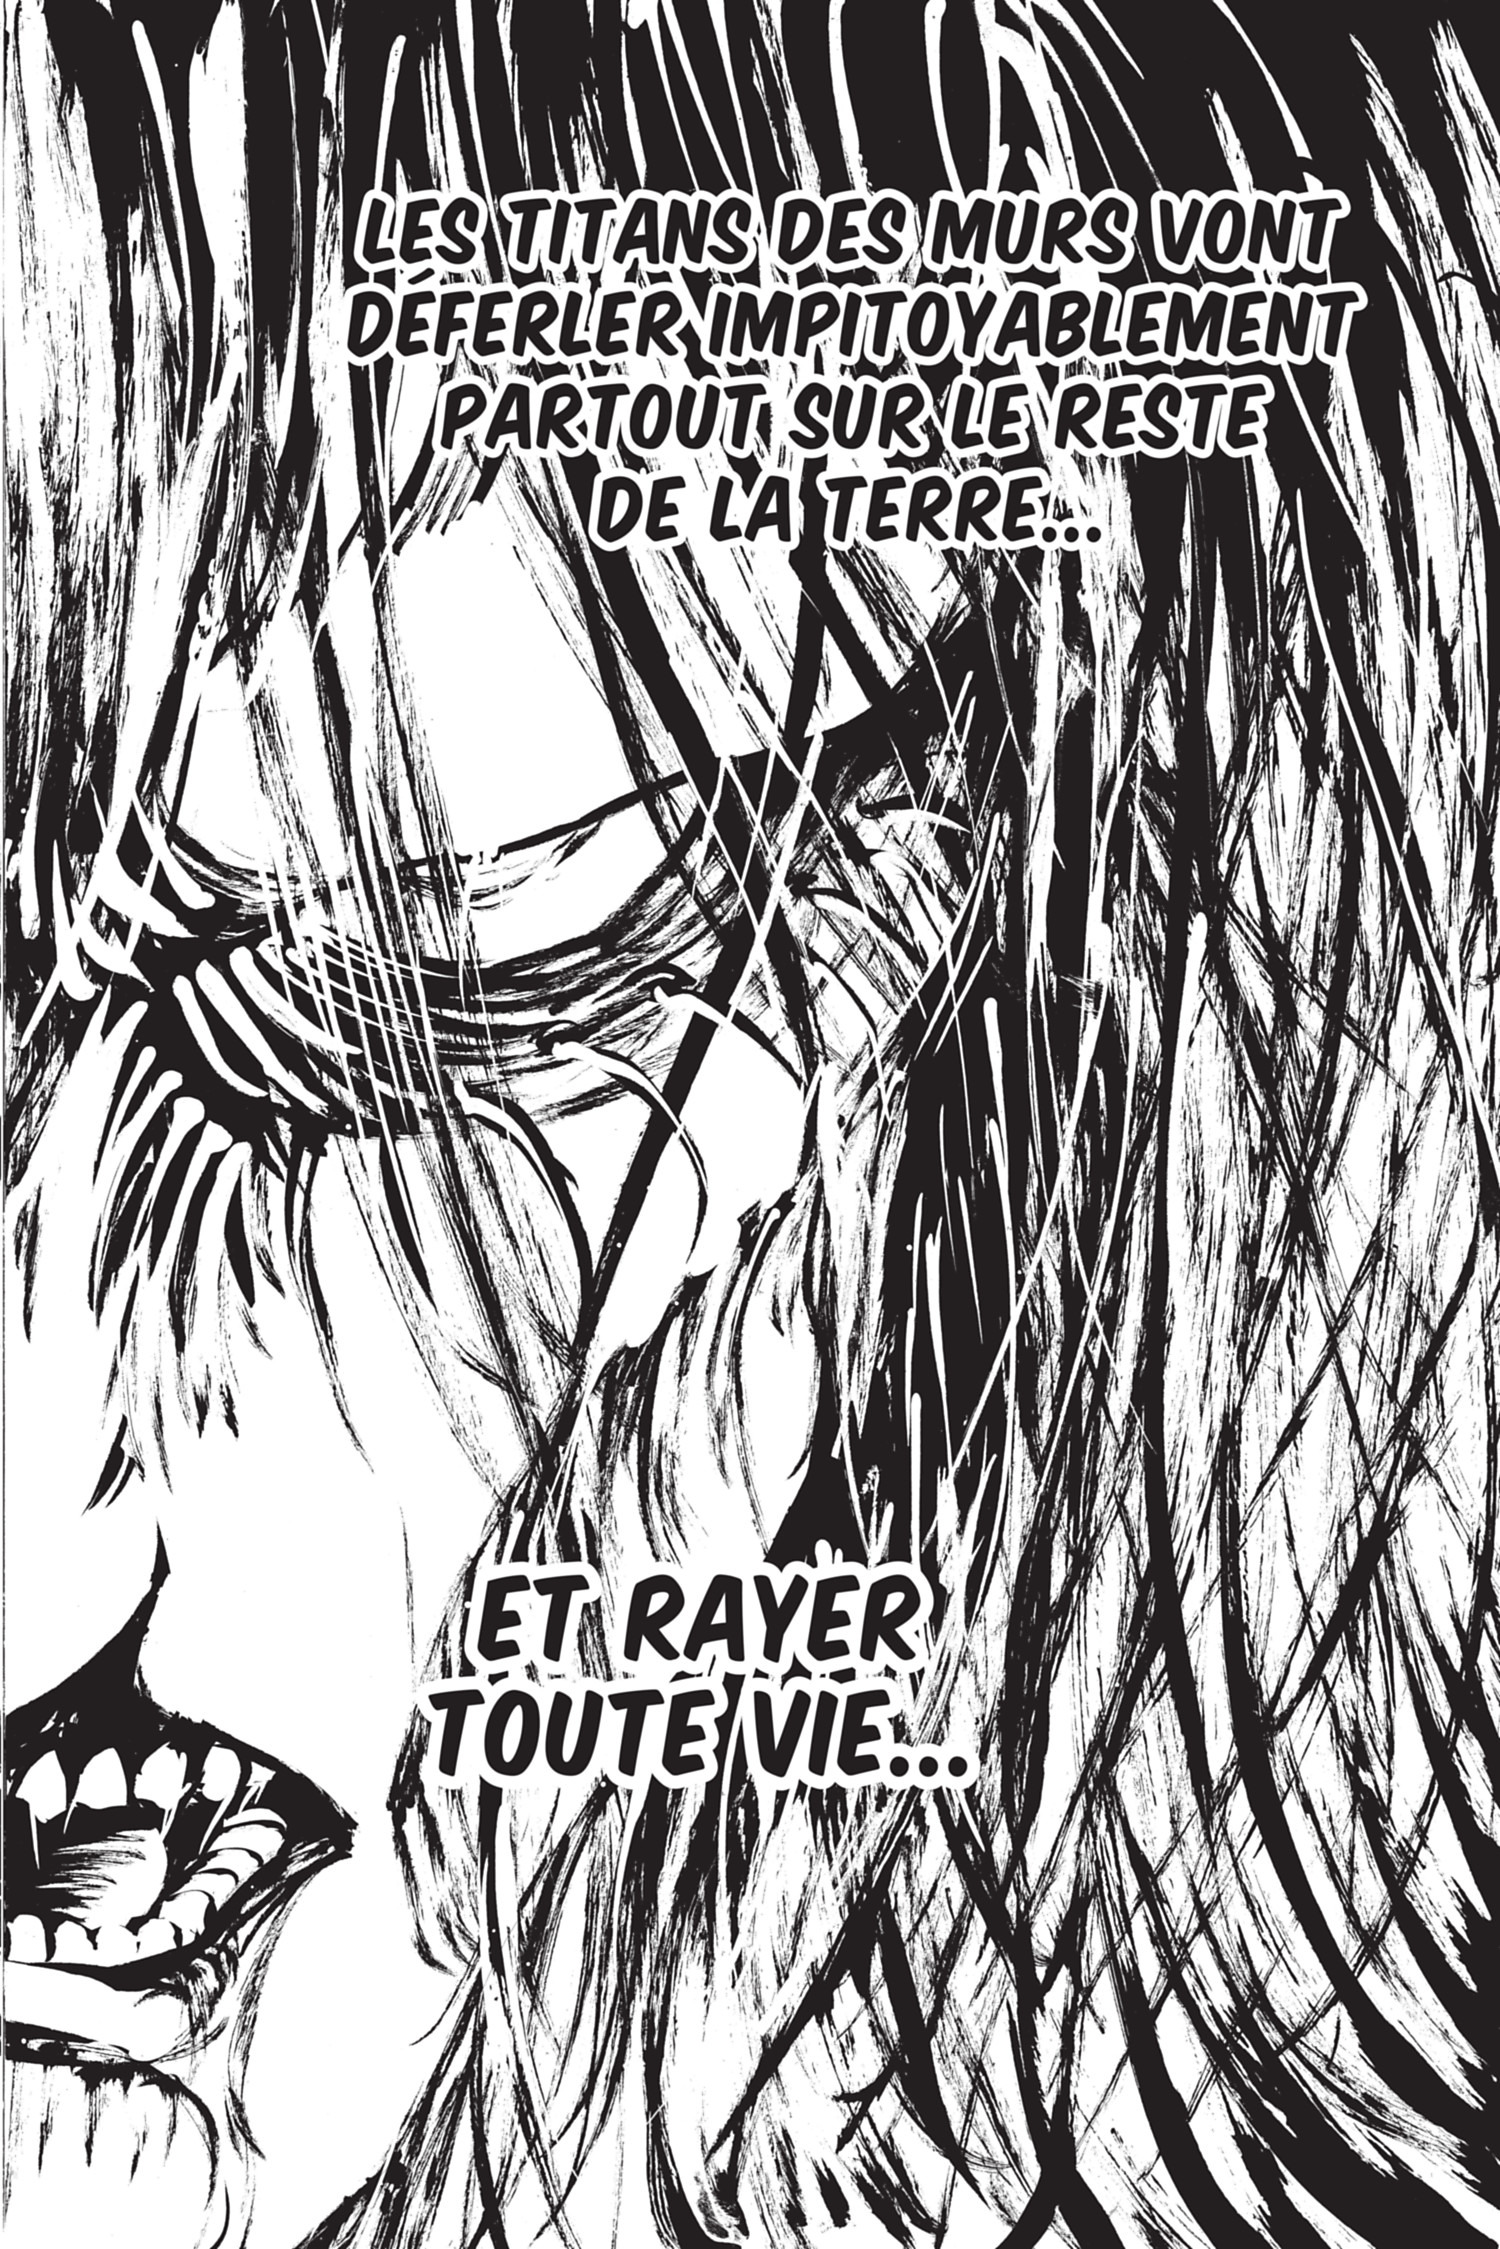 LES TITANS DES MURS VONT
DÉFERLER IMPITOYABLEMENT
PARTOUT SUR LE RESTE
DE LA TERRE...
ET RAYER
TOUTE VIE...